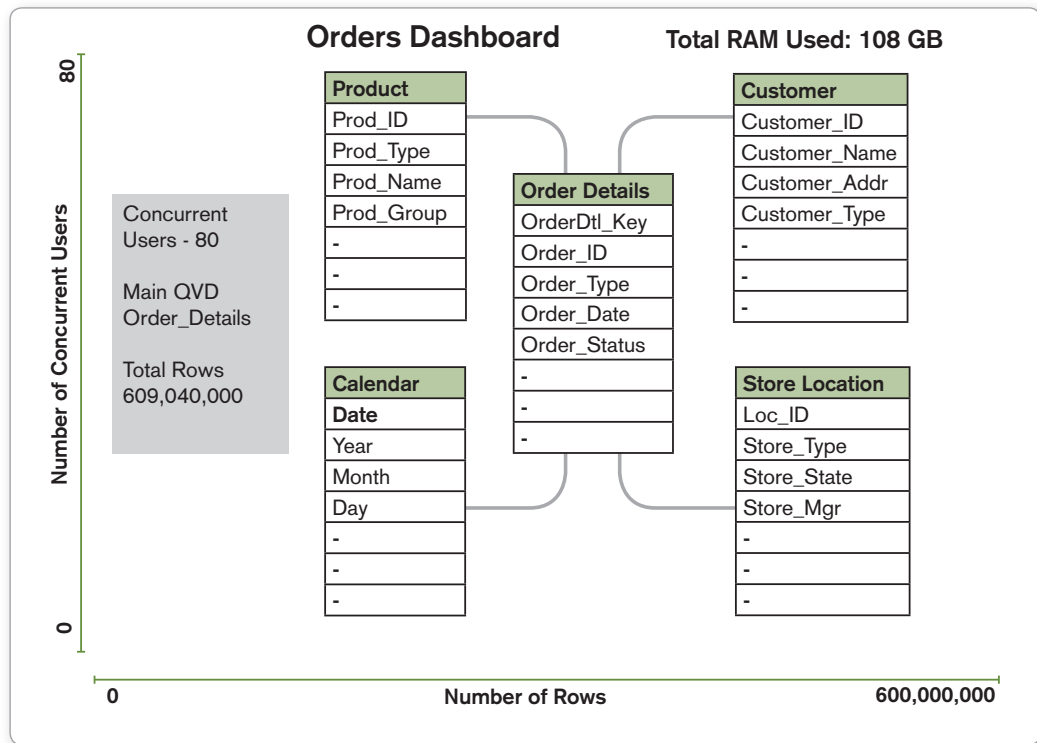 Orders Dashboard
Total RAM Used: 108 GB
80
Number of Concurrent Users
0
Concurrent
Users - 80
Main QVD
Order_Details
Total Rows
609,040,000
Product
Prod_ID
Prod_Type
Prod_Name
Prod_Group
-
-
-
Customer
Customer_ID
Customer_Name
Customer_Addr
Customer_Type
-
-
-
Order Details
OrderDtl_Key
Order_ID
Order_Type
Order_Date
Order_Status
-
-
-
Calendar
Date
Year
Month
Day
-
-
-
Store Location
Loc_ID
Store_Type
Store_State
Store_Mgr
-
-
-
0
Number of Rows
600,000,000